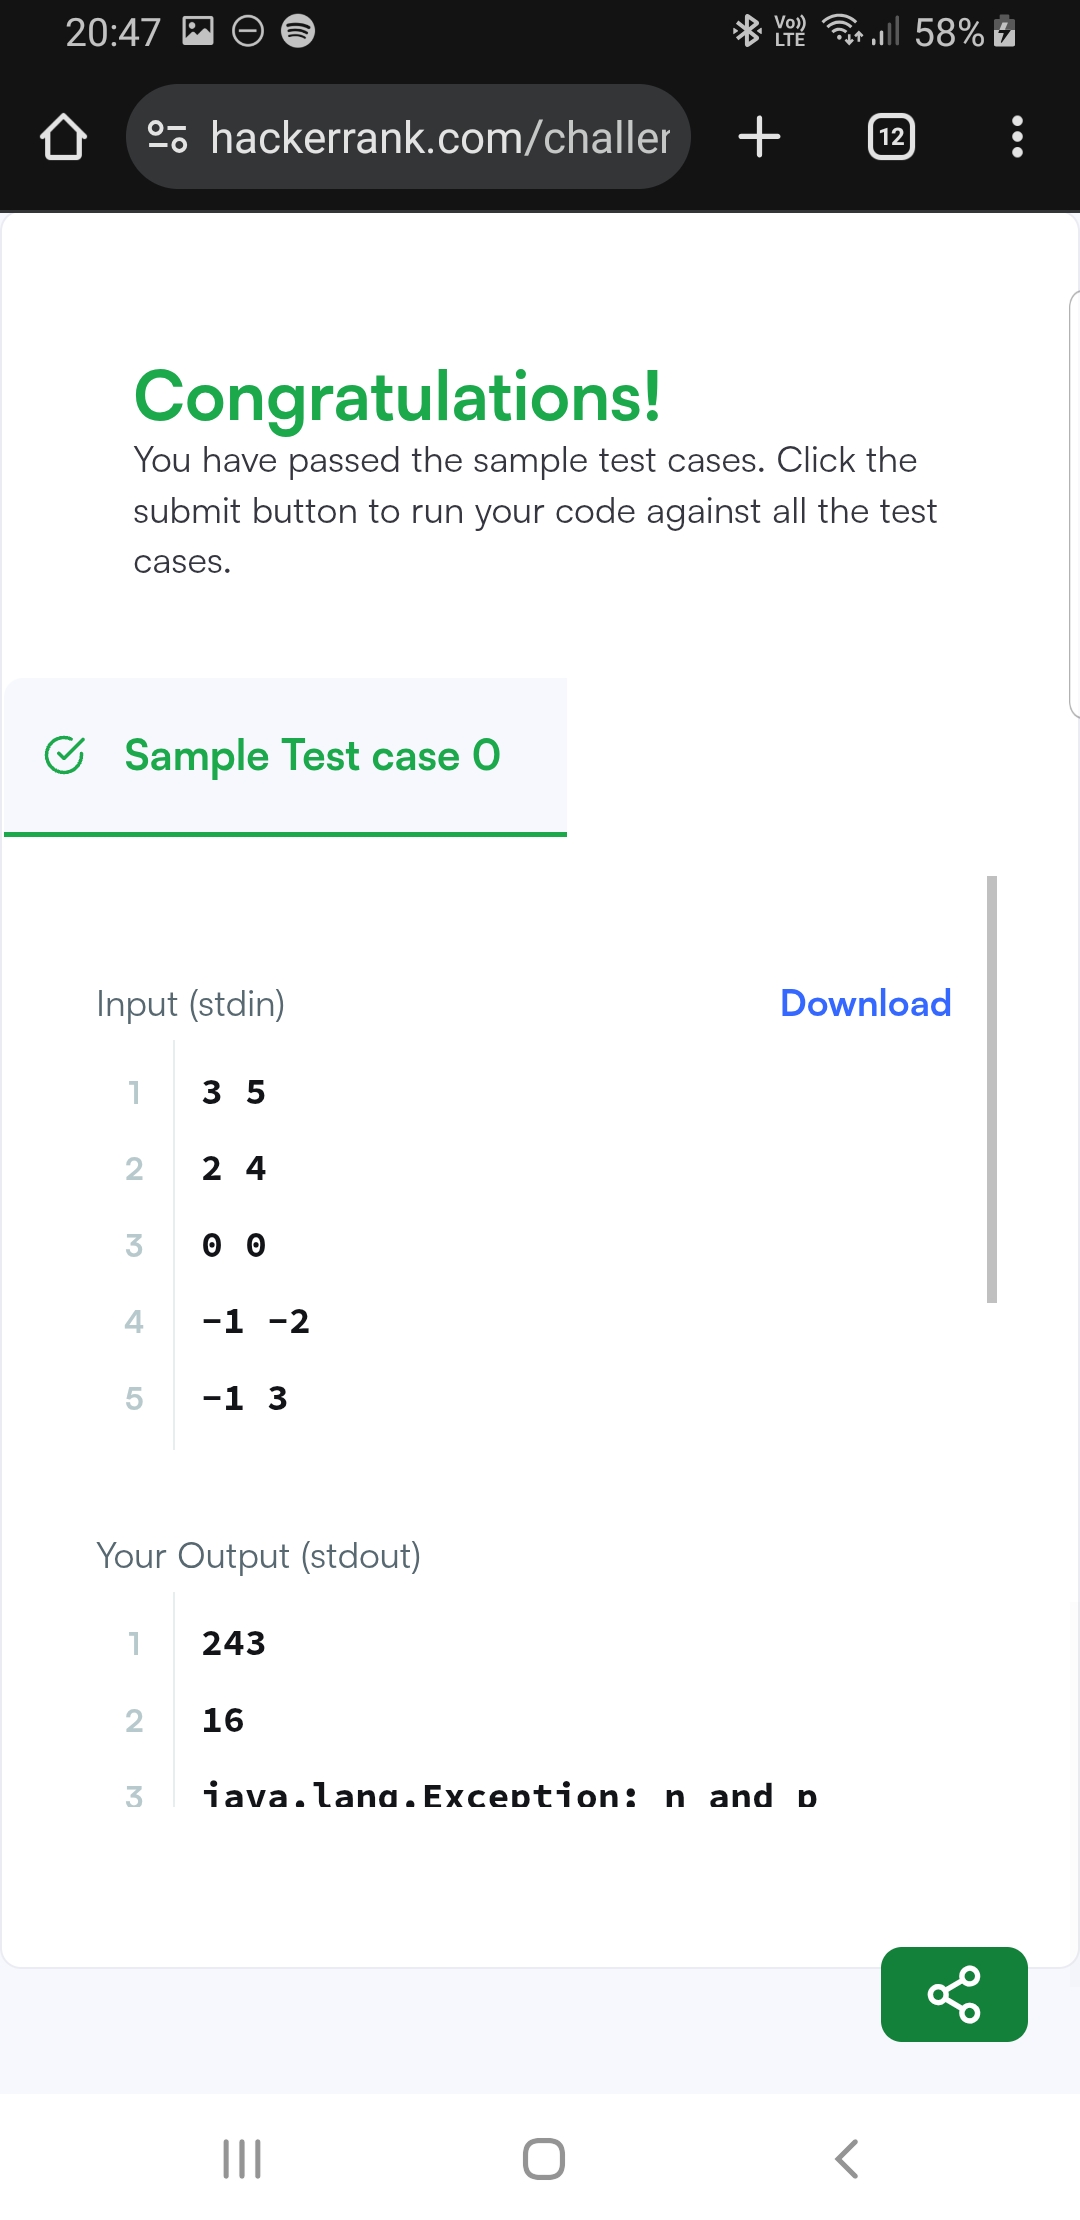 20:47
Vo)) LTE 58%
hackerrank.com/challer
12
Congratulations!
You have passed the sample test cases. Click the
submit button to run your code against all the test
cases.
Sample Test case 0
Input (stdin) Download
1 3 5
2 2 4
3 0 0
4 -1 -2
5 -1 3
Your Output (stdout)
1 243
2 16
3 java.lang.Exception: n and p